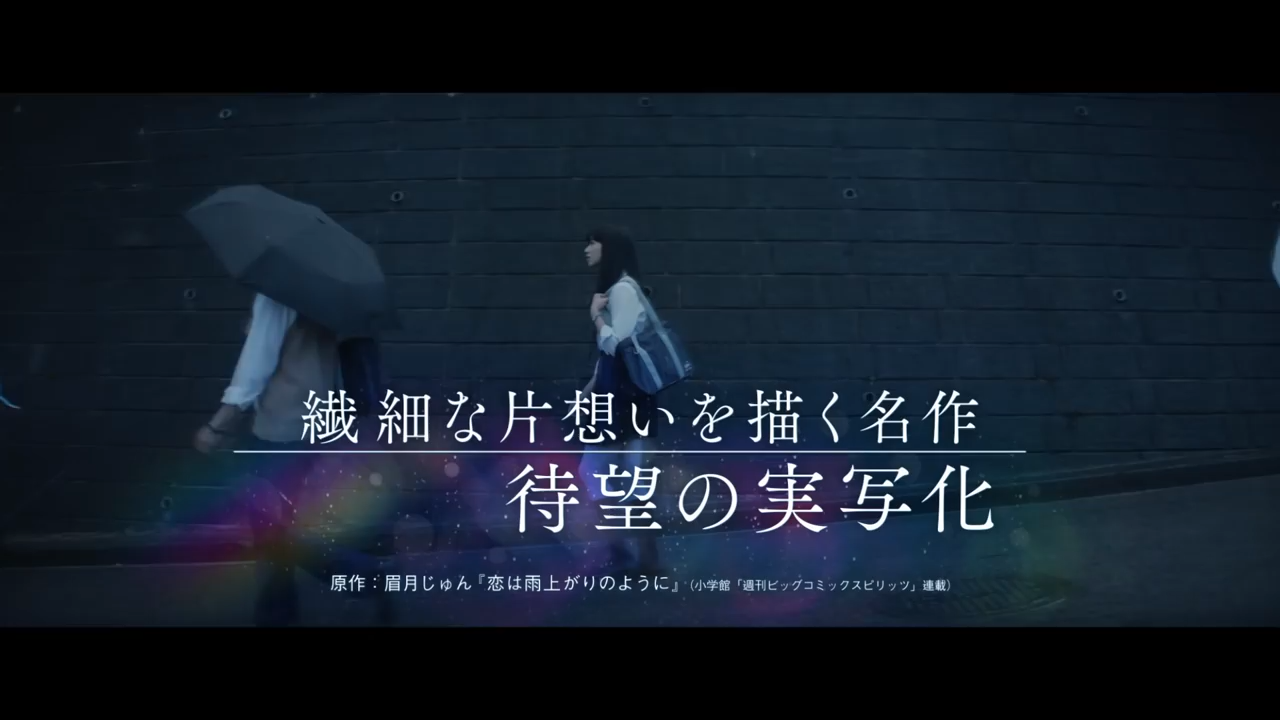 繊細な片想いを描く名作
待望の実写化
原作：眉月じゅん『恋は雨上がりのように』（小学館「週刊ビッグコミックスピリッツ」連載）